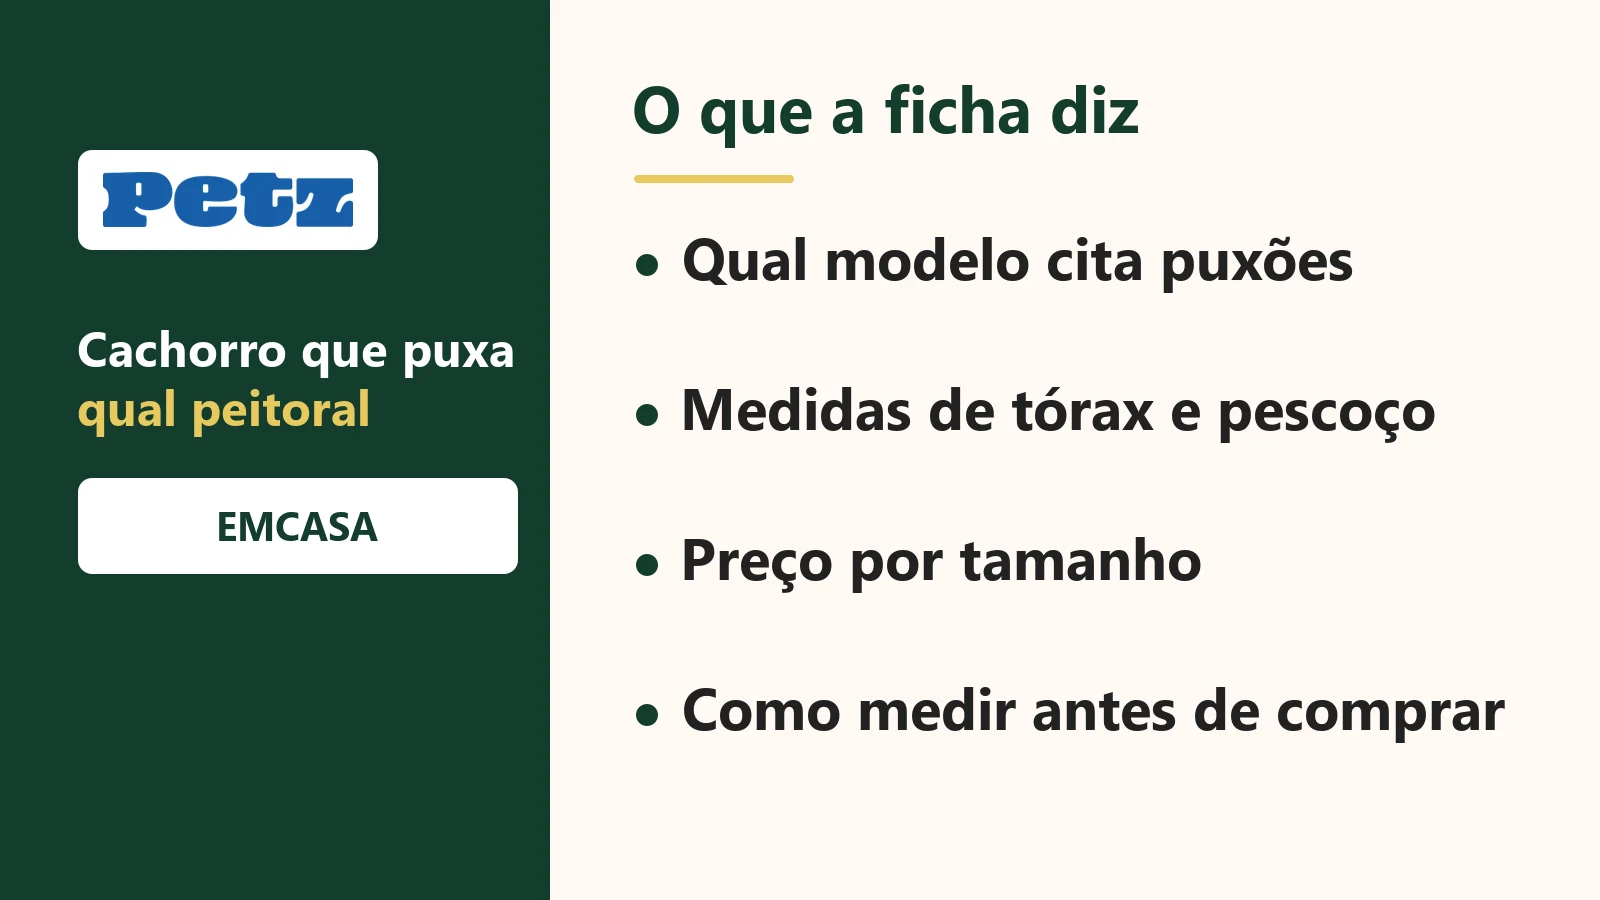 Petz
Cachorro que puxa
qual peitoral
EMCASA
O que a ficha diz
• Qual modelo cita puxões
• Medidas de tórax e pescoço
• Preço por tamanho
• Como medir antes de comprar